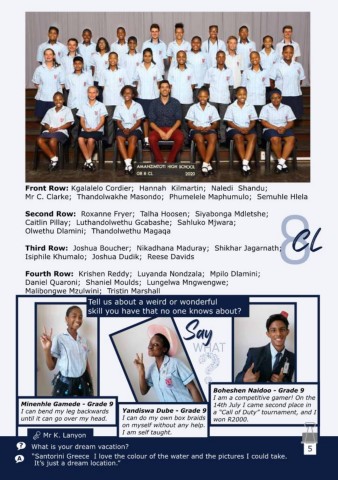 AMANZIMTOTI HIGH SCHOOL
GR 8 CL 2020
Front Row: Kgalalelo Cordier; Hannah Kilmartin; Naledi Shandu;
Mr C. Clarke; Thandolwakhe Masondo; Phumelele Maphumulo; Semuhle Hlela
Second Row: Roxanne Fryer; Talha Hoosen; Siyabonga Mdletshe;
Caitlin Pillay; Luthandolwethu Gcabashe; Sahluko Mjwara;
Olwethu Dlamini; Thandolwethu Magaqa
8CL
Third Row: Joshua Boucher; Nikadhana Maduray; Shikhar Jagarnath;
Isiphile Khumalo; Joshua Dudik; Reese Davids
Fourth Row: Krishen Reddy; Luyanda Nondzala; Mpilo Dlamini;
Daniel Quaroni; Shaniel Moulds; Lungelwa Mngwengwe;
Malibongwe Mzulwini; Tristin Marshall
Tell us about a weird or wonderful
skill you have that no one knows about?
Say
WHAT
?
Minenhle Gamede - Grade 9
I can bend my leg backwards
until it can go over my head.
Yandiswa Dube - Grade 9
I can do my own box braids
on myself without any help.
I am self taught.
Boheshen Naidoo - Grade 9
I am a competitive gamer! On the
14th July I came second place in
a "Call of Duty" tournament, and I
won R2000.
Mr K. Lanyon
? What is your dream vacation?
A "Santorini Greece I love the colour of the water and the pictures I could take.
It's just a dream location."
5